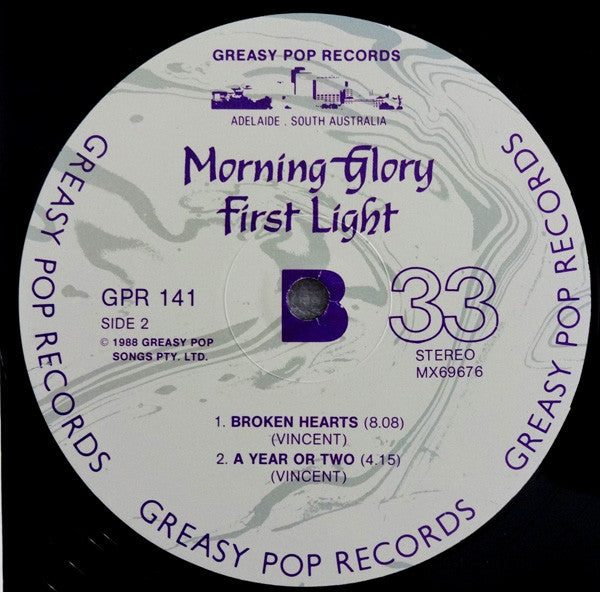 GREASY POP RECORDS
ADELAIDE . SOUTH AUSTRALIA
Morning Glory
First Light
B
33
GPR 141
SIDE 2
© 1988 GREASY POP
SONGS PTY. LTD.
STEREO
MX69676
1. BROKEN HEARTS (8.08)
(VINCENT)
2. A YEAR OR TWO (4.15)
(VINCENT)
GREASY POP RECORDS
GREASY POP RECORDS
GREASY POP RECORDS